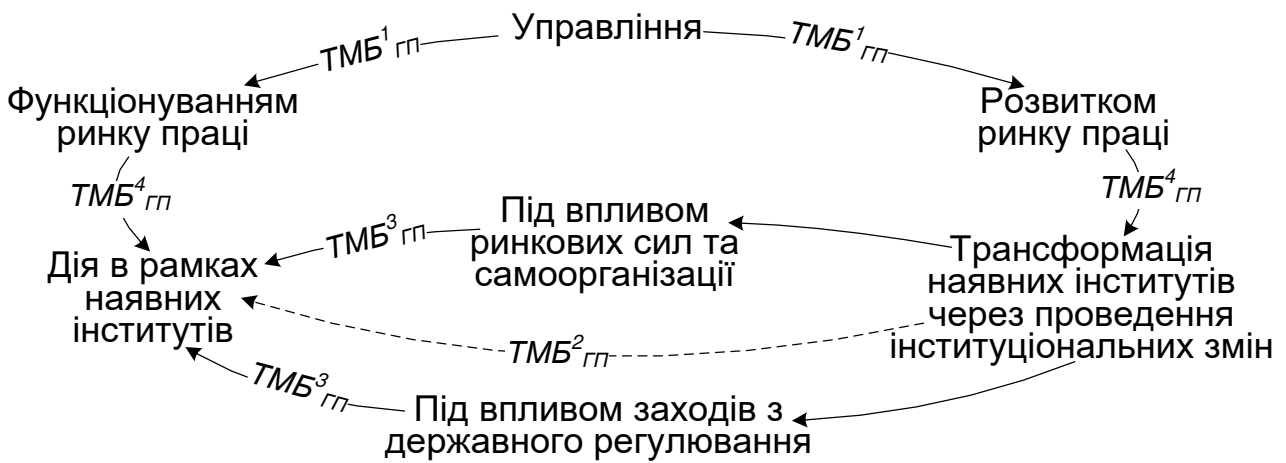 Управління
ТМБ¹ГП
ТМБ¹ГП
Функціонуванням
ринку праці
Розвитком
ринку праці
ТМБ⁴ГП
ТМБ⁴ГП
Під впливом
ринкових сил та
самоорганізації
ТМБ³ГП
Дія в рамках
наявних
інститутів
Трансформація
наявних інститутів
через проведення
інституціональних змін
ТМБ²ГП
ТМБ³ГП
Під впливом заходів з
державного регулювання